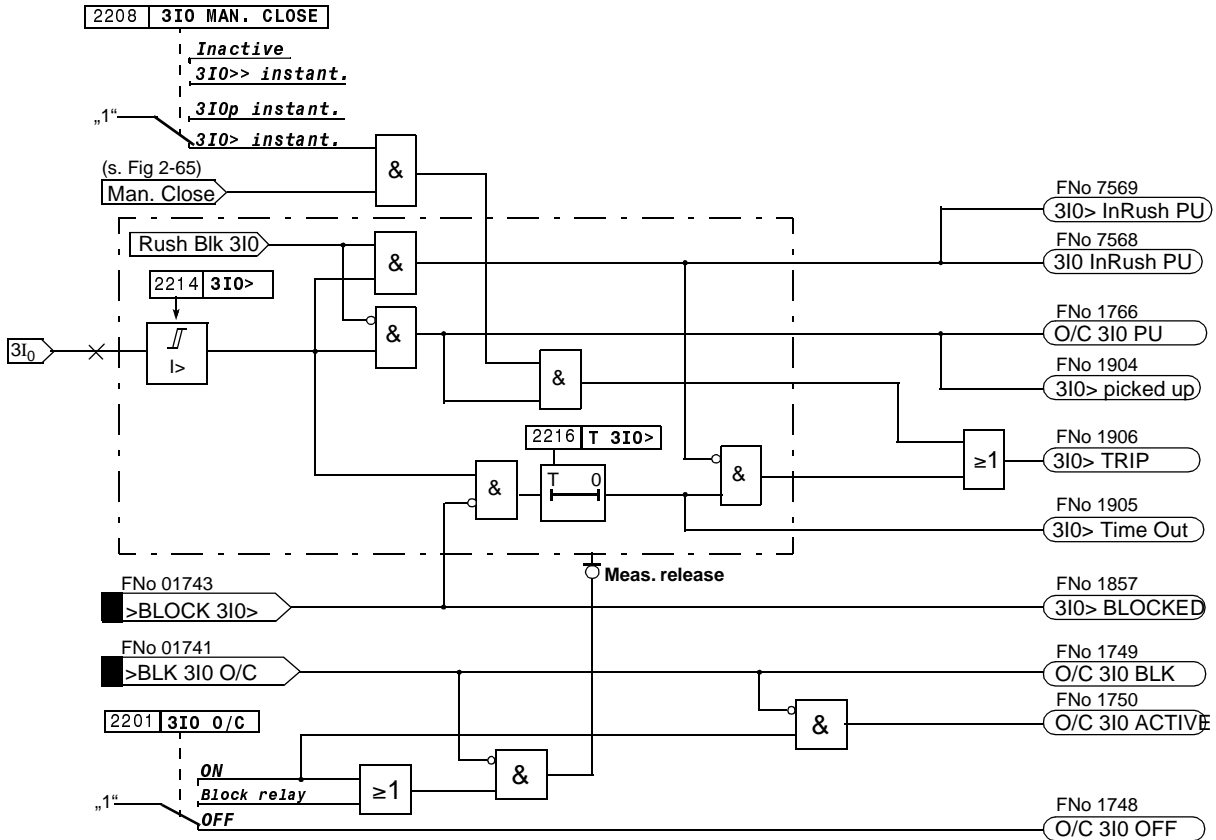 2208 3I0 MAN. CLOSE
Inactive
3I0>> instant.
3I0p instant.
„1“
3I0> instant.
&
(s. Fig 2-65)
Man. Close
FNo 7569
3I0> InRush PU
Rush Blk 3I0
&
FNo 7568
3I0 InRush PU
2214 3I0>
FNo 1766
O/C 3I0 PU
&
3I0
I>
FNo 1904
3I0> picked up
&
2216 T 3I0>
FNo 1906
3I0> TRIP
≥1
&
T 0
&
FNo 1905
3I0> Time Out
Meas. release
FNo 01743
>BLOCK 3I0>
FNo 1857
3I0> BLOCKED
FNo 01741
>BLK 3I0 O/C
FNo 1749
O/C 3I0 BLK
FNo 1750
O/C 3I0 ACTIVE
2201 3I0 O/C
&
ON
&
Block relay
≥1
„1“
OFF
FNo 1748
O/C 3I0 OFF